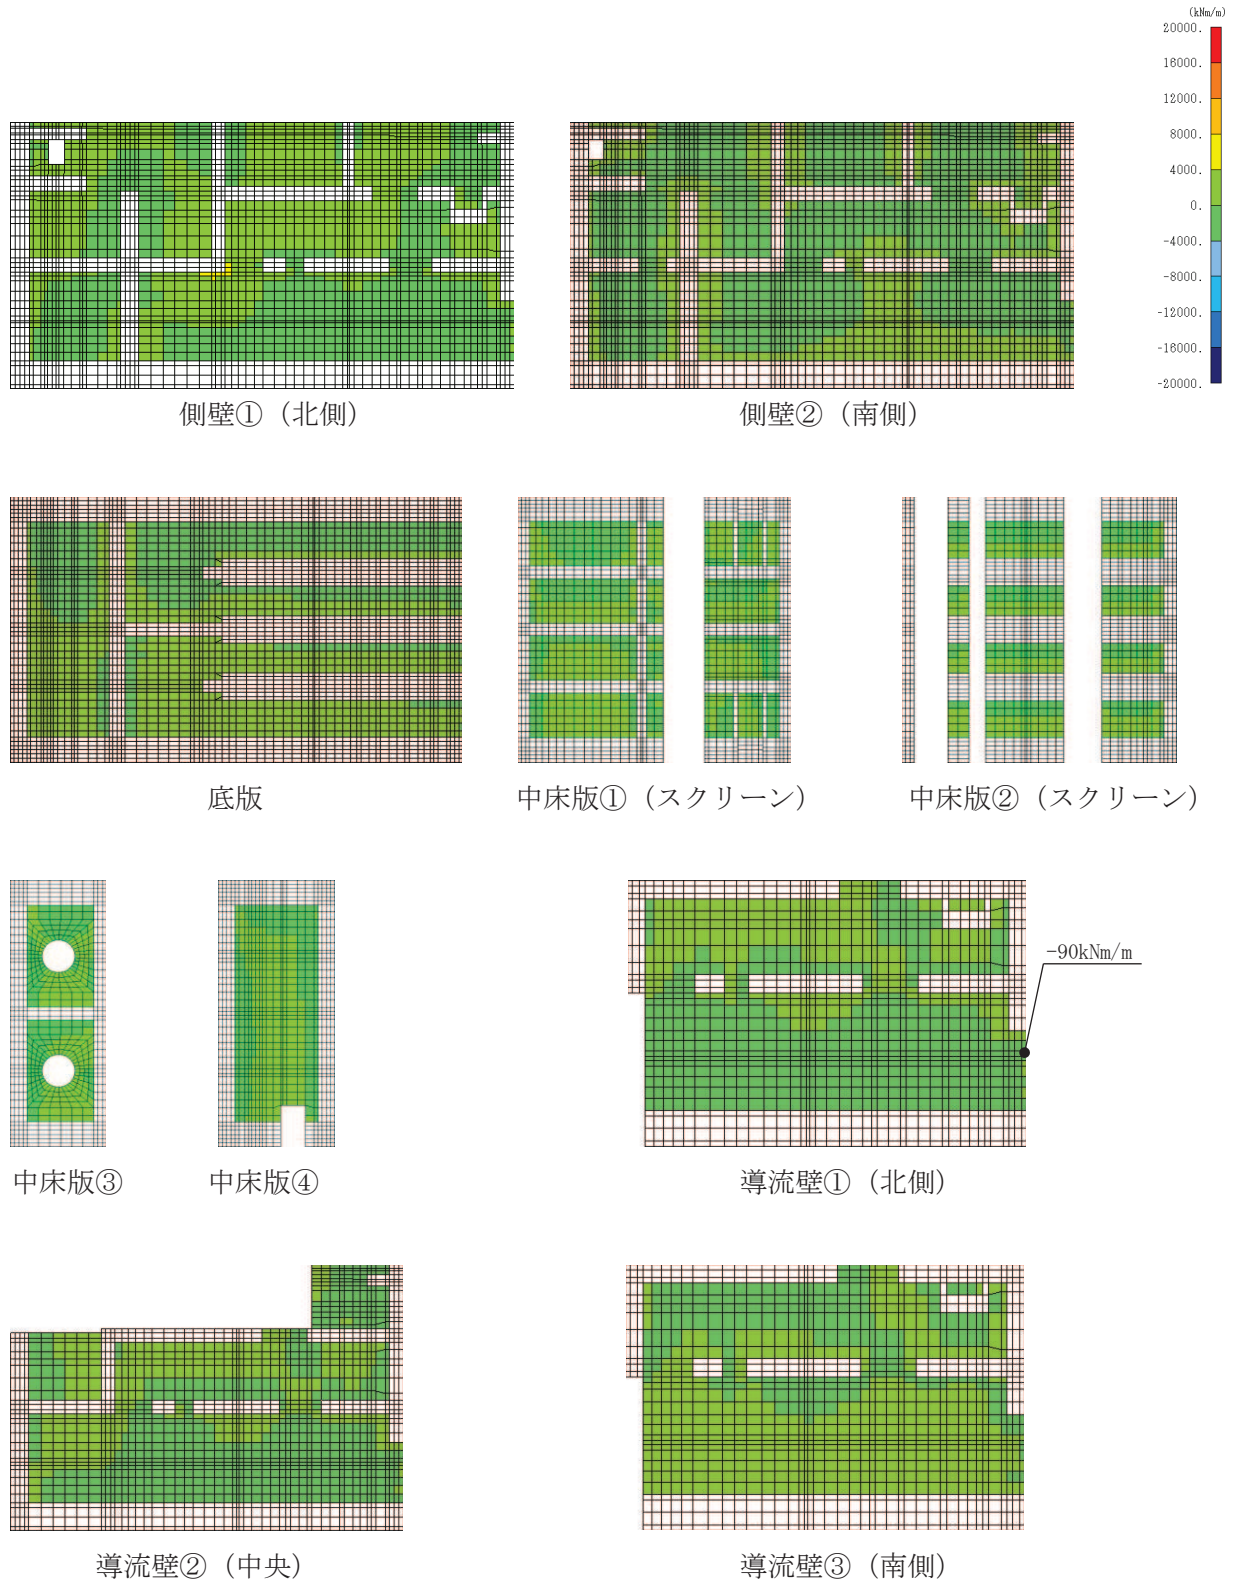 (kNm/m)
20000.
16000.
12000.
8000.
4000.
0.
-4000.
-8000.
-12000.
-16000.
-20000.
側壁①（北側）
側壁②（南側）
底版
中床版①（スクリーン）
中床版②（スクリーン）
-90kNm/m
中床版③
中床版④
導流壁①（北側）
導流壁②（中央）
導流壁③（南側）